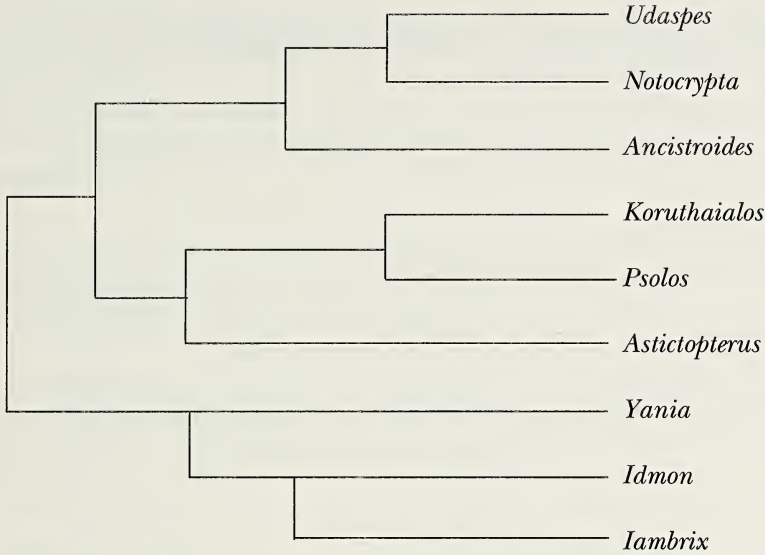 Udaspes
Notocrypta
Ancistroides
Koruthaialos
Psolos
Astictopterus
Yania
Idmon
Iambrix